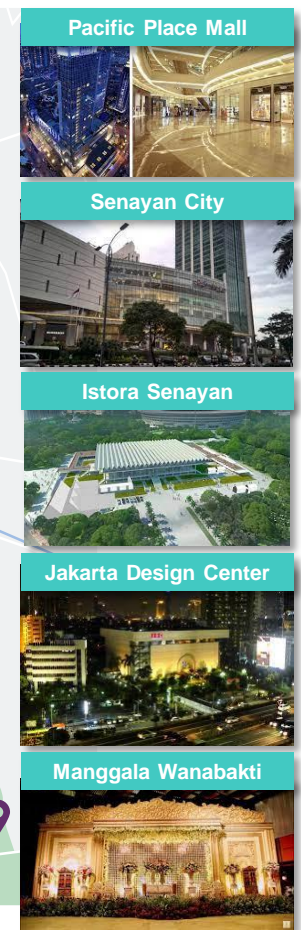 Pacific Place Mall
Senayan City
Istora Senayan
Jakarta Design Center
Manggala Wanabakti